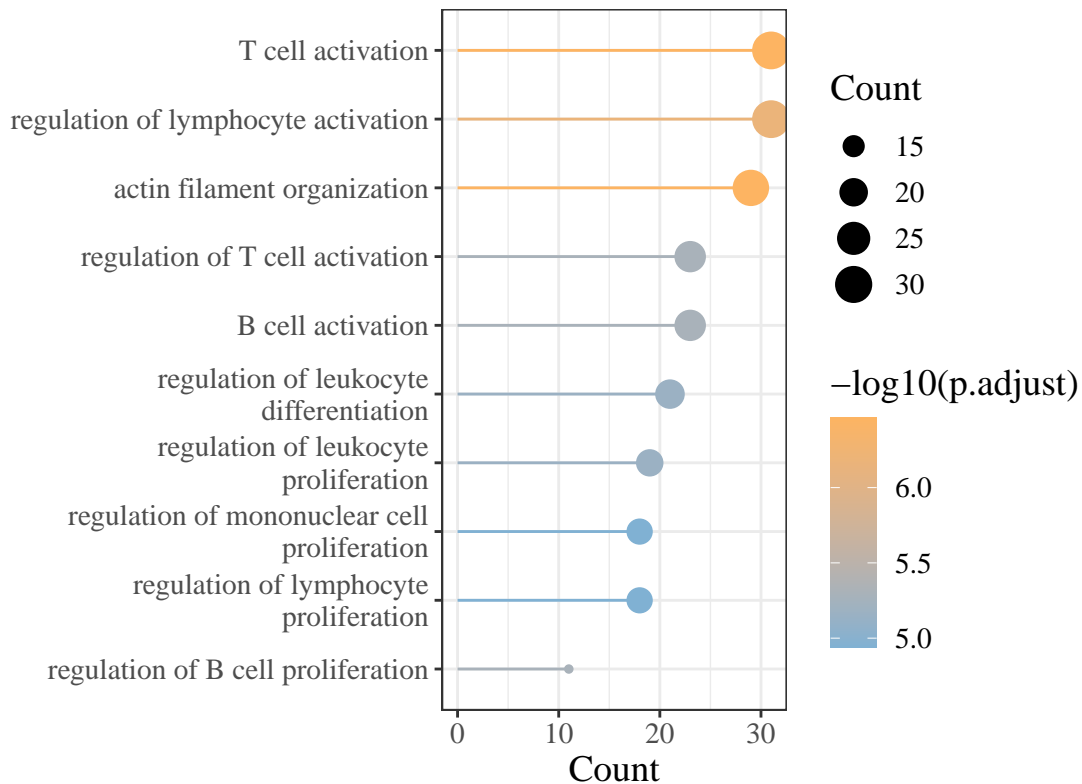 T cell activation
regulation of lymphocyte activation
actin filament organization
regulation of T cell activation
B cell activation
regulation of leukocyte
differentiation
regulation of leukocyte
proliferation
regulation of mononuclear cell
proliferation
regulation of lymphocyte
proliferation
regulation of B cell proliferation
0 10 20 30
Count
Count
15
20
25
30
−log10(p.adjust)
6.0
5.5
5.0